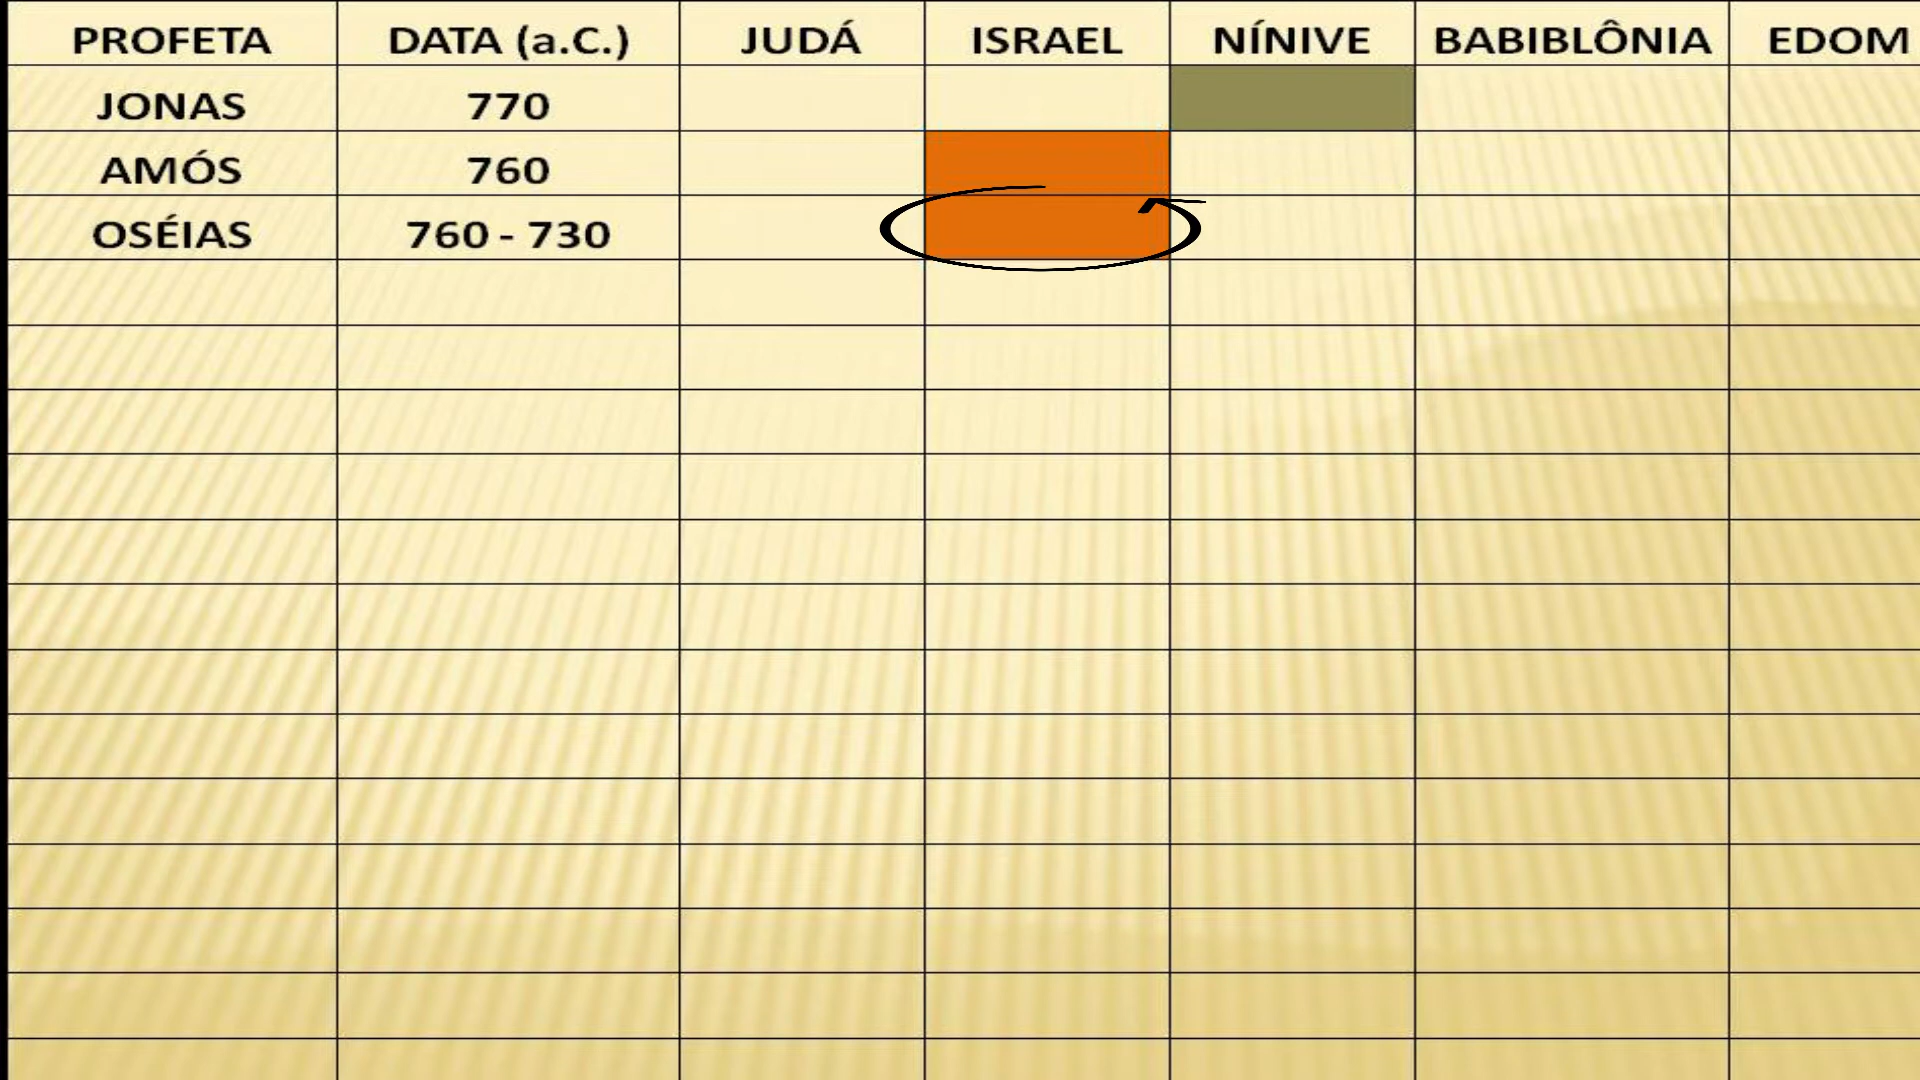 PROFETA DATA (a.C.) JUDÁ ISRAEL NÍNIVE BABIBLÔNIA EDOM
JONAS 770
AMÓS 760
OSÉIAS 760 - 730